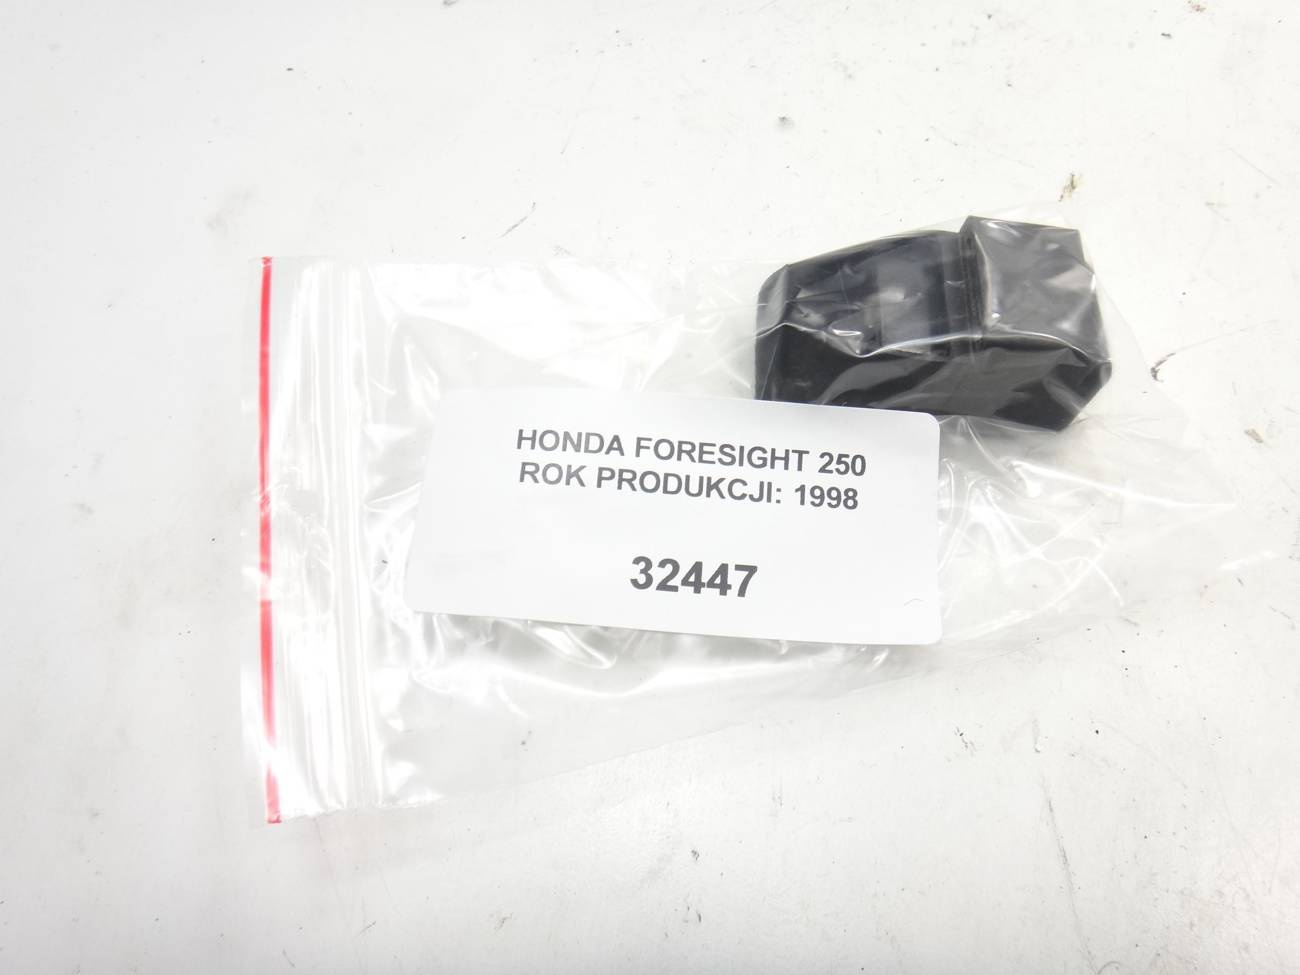 HONDA FORESIGHT 250
ROK PRODUKCJI: 1998
32447